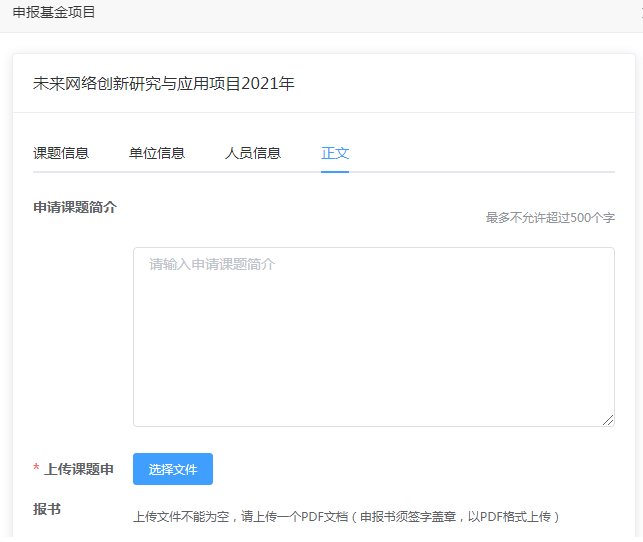 申报基金项目
未来网络创新研究与应用项目2021年
课题信息 单位信息 人员信息 正文
申请课题简介
最多不允许超过500个字
请输入申请课题简介
* 上传课题申 选择文件
报书
上传文件不能为空，请上传一个PDF文档（申报书须签字盖章，以PDF格式上传）